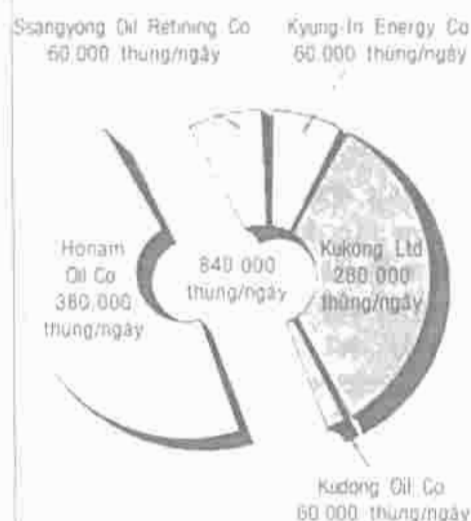 Ssangyong Oil Refining Co
60.000 thùng/ngày
Kyung-In Energy Co
60.000 thùng/ngày
Honam
Oil Co
380.000
thùng/ngày
840 000
thùng/ngày
Kukong Ltd
280.000
thùng/ngày
Kudong Oil Co
60 000 thùng/ngày